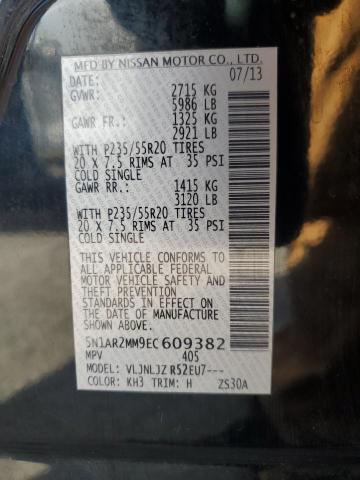 MFD BY NISSAN MOTOR CO., LTD.
DATE: 07/13
GVWR: 2715 KG
5986 LB
GAWR FR.: 1325 KG
2921 LB
WITH P235/55R20 TIRES
20 X 7.5 RIMS AT 35 PSI
COLD SINGLE
GAWR RR.: 1415 KG
3120 LB
WITH P235/55R20 TIRES
20 X 7.5 RIMS AT 35 PSI
COLD SINGLE
THIS VEHICLE CONFORMS TO
ALL APPLICABLE FEDERAL
MOTOR VEHICLE SAFETY
STANDARDS IN EFFECT ON
THE DATE OF MANUFACTURE
SHOWN ABOVE.
5N1AR2MM9EC609382
MPV 405
MODEL: VLJNLJZ R52EU7---
COLOR: KH3 TRIM: H ZS30A